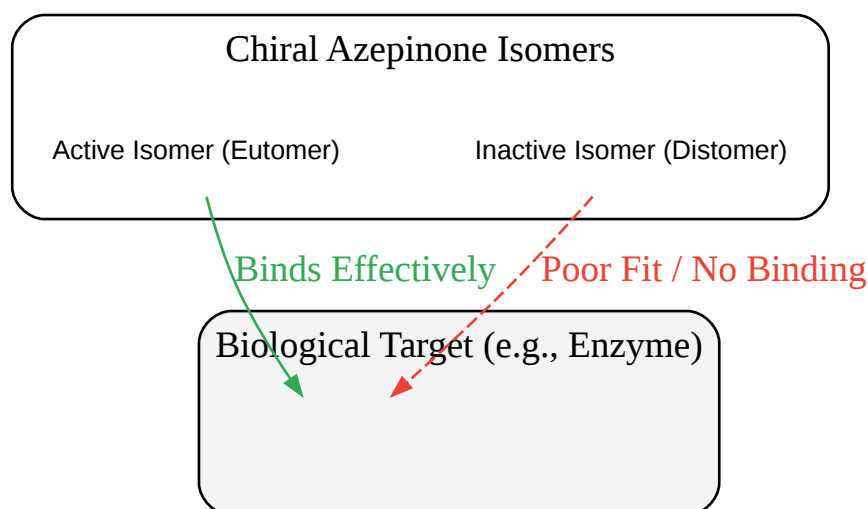 Chiral Azepinone Isomers
Active Isomer (Eutomer)
Inactive Isomer (Distomer)
Binds Effectively
Poor Fit / No Binding
Biological Target (e.g., Enzyme)